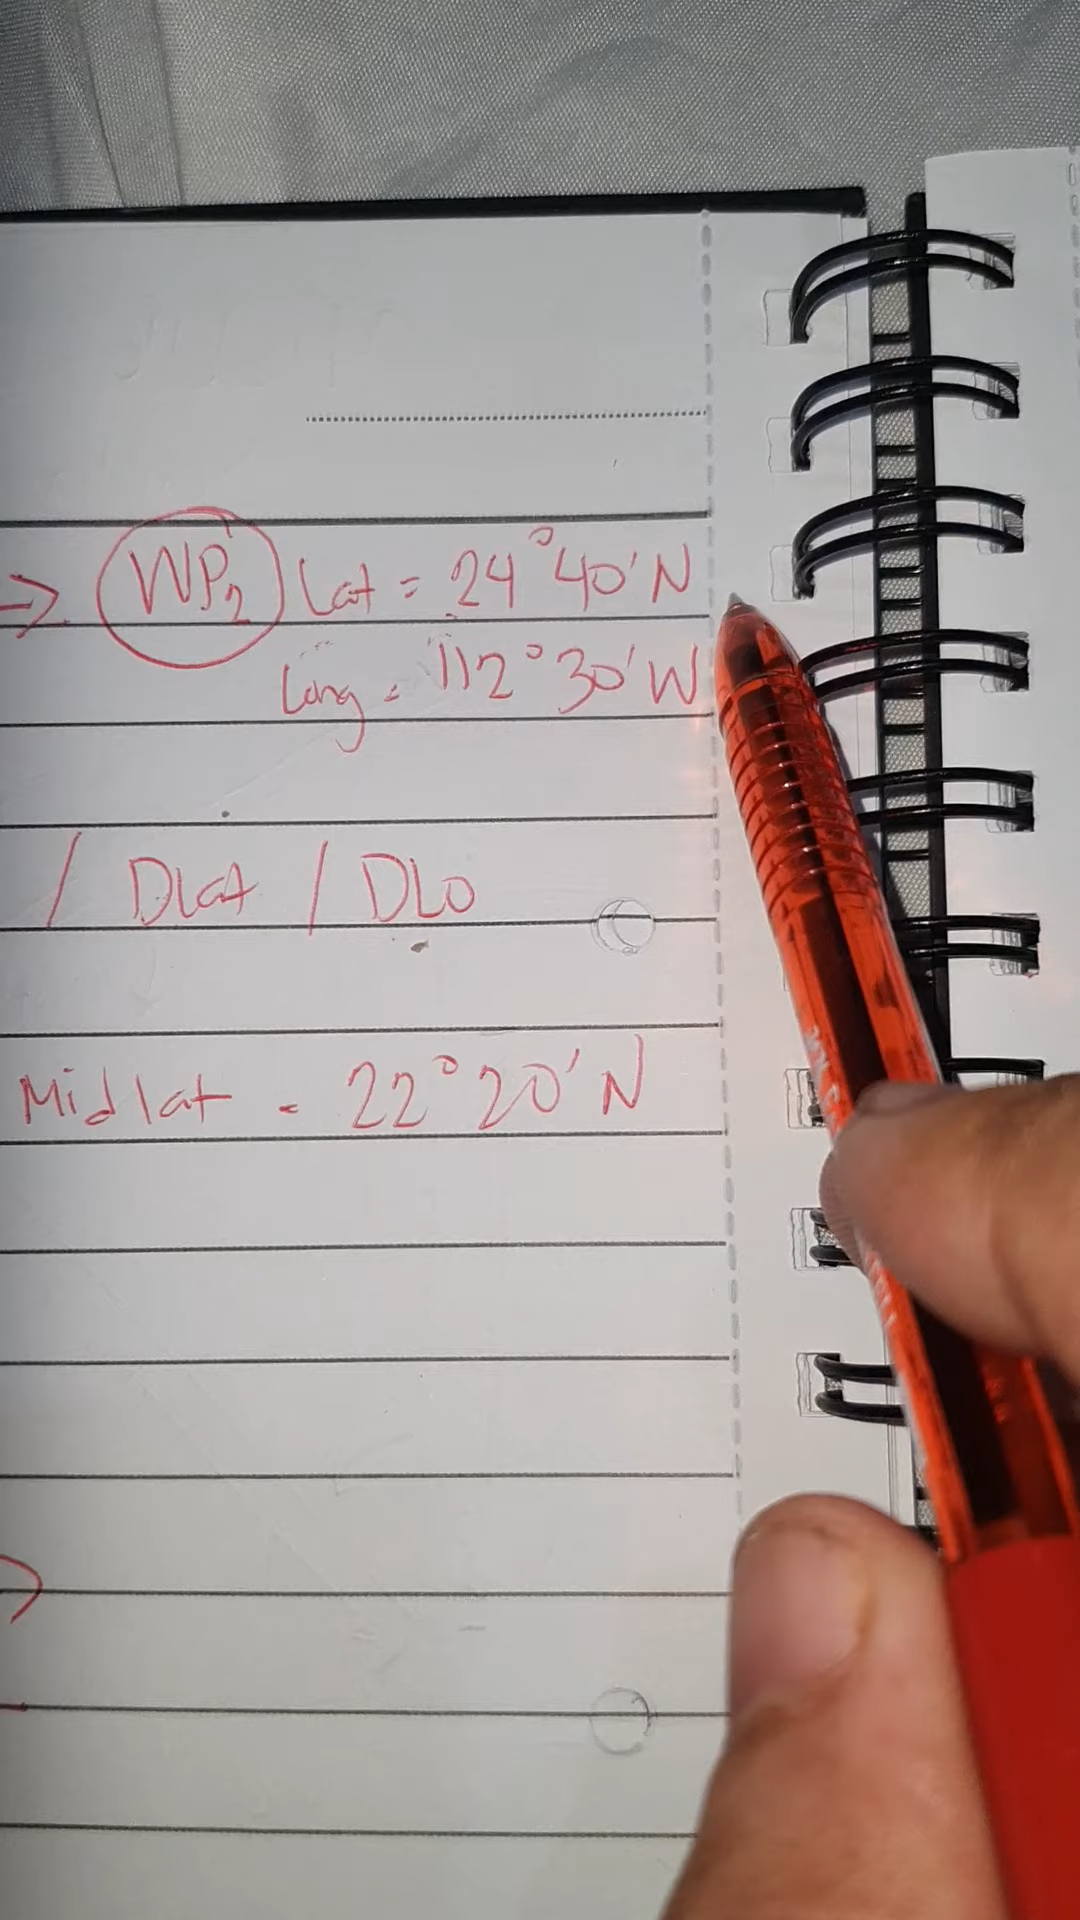 → WP2 Lat = 24°40'N
Long = 112°30'W
/ DLat / DLO
Midlat = 22°20'N